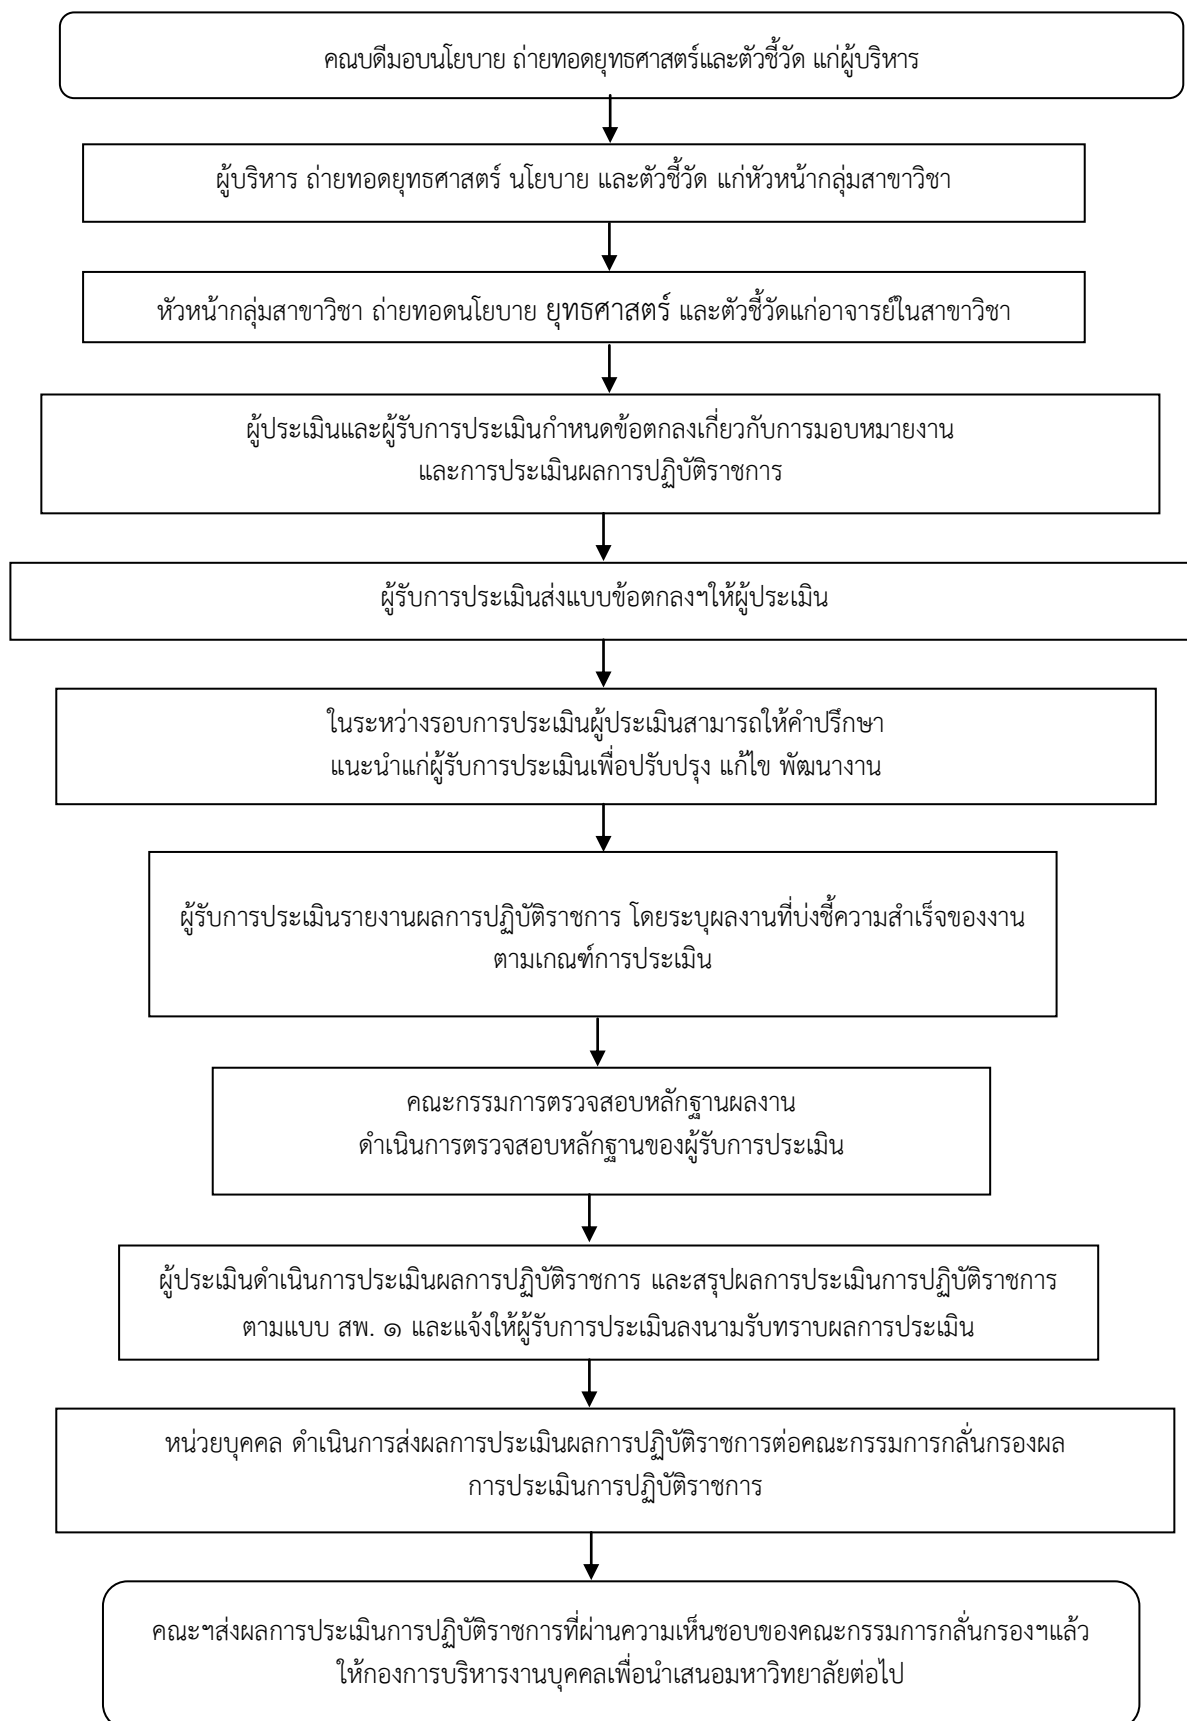 คณบดีมอบนโยบาย ถ่ายทอดยุทธศาสตร์และตัวชี้วัด แก่ผู้บริหาร
ผู้บริหาร ถ่ายทอดยุทธศาสตร์ นโยบาย และตัวชี้วัด แก่หัวหน้ากลุ่มสาขาวิชา
หัวหน้ากลุ่มสาขาวิชา ถ่ายทอดนโยบาย ยุทธศาสตร์ และตัวชี้วัดแก่อาจารย์ในสาขาวิชา
ผู้ประเมินและผู้รับการประเมินกำหนดข้อตกลงเกี่ยวกับการมอบหมายงาน
และการประเมินผลการปฏิบัติราชการ
ผู้รับการประเมินส่งแบบข้อตกลงฯให้ผู้ประเมิน
ในระหว่างรอบการประเมินผู้ประเมินสามารถให้คำปรึกษา
แนะนำแก่ผู้รับการประเมินเพื่อปรับปรุง แก้ไข พัฒนางาน
ผู้รับการประเมินรายงานผลการปฏิบัติราชการ โดยระบุผลงานที่บ่งชี้ความสำเร็จของงาน
ตามเกณฑ์การประเมิน
คณะกรรมการตรวจสอบหลักฐานผลงาน
ดำเนินการตรวจสอบหลักฐานของผู้รับการประเมิน
ผู้ประเมินดำเนินการประเมินผลการปฏิบัติราชการ และสรุปผลการประเมินการปฏิบัติราชการ
ตามแบบ สพ. ๑ และแจ้งให้ผู้รับการประเมินลงนามรับทราบผลการประเมิน
หน่วยบุคคล ดำเนินการส่งผลการประเมินผลการปฏิบัติราชการต่อคณะกรรมการกลั่นกรองผล
การประเมินการปฏิบัติราชการ
คณะฯส่งผลการประเมินการปฏิบัติราชการที่ผ่านความเห็นชอบของคณะกรรมการกลั่นกรองฯแล้ว
ให้กองการบริหารงานบุคคลเพื่อนำเสนอมหาวิทยาลัยต่อไป